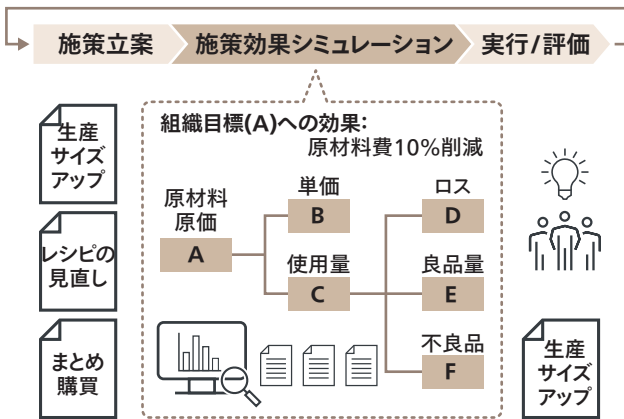 施策立案
施策効果シミュレーション
実行/評価
生産
サイズ
アップ
レシピの
見直し
まとめ
購買
組織目標(A)への効果:
原材料費10%削減
原材料
原価
A
単価
B
使用量
C
ロス
D
良品量
E
不良品
F
生産
サイズ
アップ